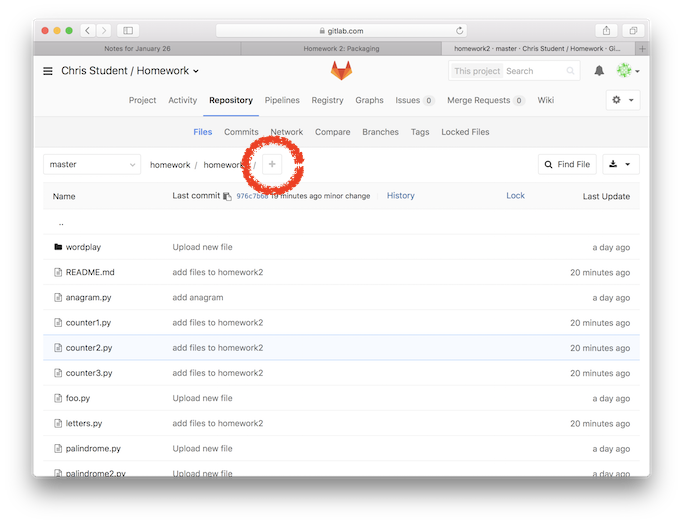 gitlab.com
Notes for January 26 Homework 2: Packaging homework2 · master · Chris Student / Homework · Gi...
Chris Student / Homework This project Search
Project Activity Repository Pipelines Registry Graphs Issues 0 Merge Requests 0 Wiki
Files Commits Network Compare Branches Tags Locked Files
master homework / homework / + Find File
Name Last commit 976c7b68 19 minutes ago minor change History Lock Last Update
..
wordplay Upload new file a day ago
README.md add files to homework2 20 minutes ago
anagram.py add anagram a day ago
counter1.py add files to homework2 20 minutes ago
counter2.py add files to homework2 20 minutes ago
counter3.py add files to homework2 20 minutes ago
foo.py Upload new file a day ago
letters.py add files to homework2 20 minutes ago
palindrome.py Upload new file a day ago
palindrome2.py Upload new file a day ago